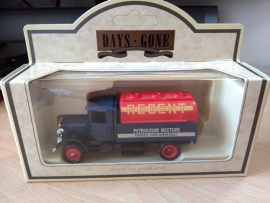 DAYS-GONE
REGENT
PETROLEUM MIXTURE
MADE IN ENGLAND